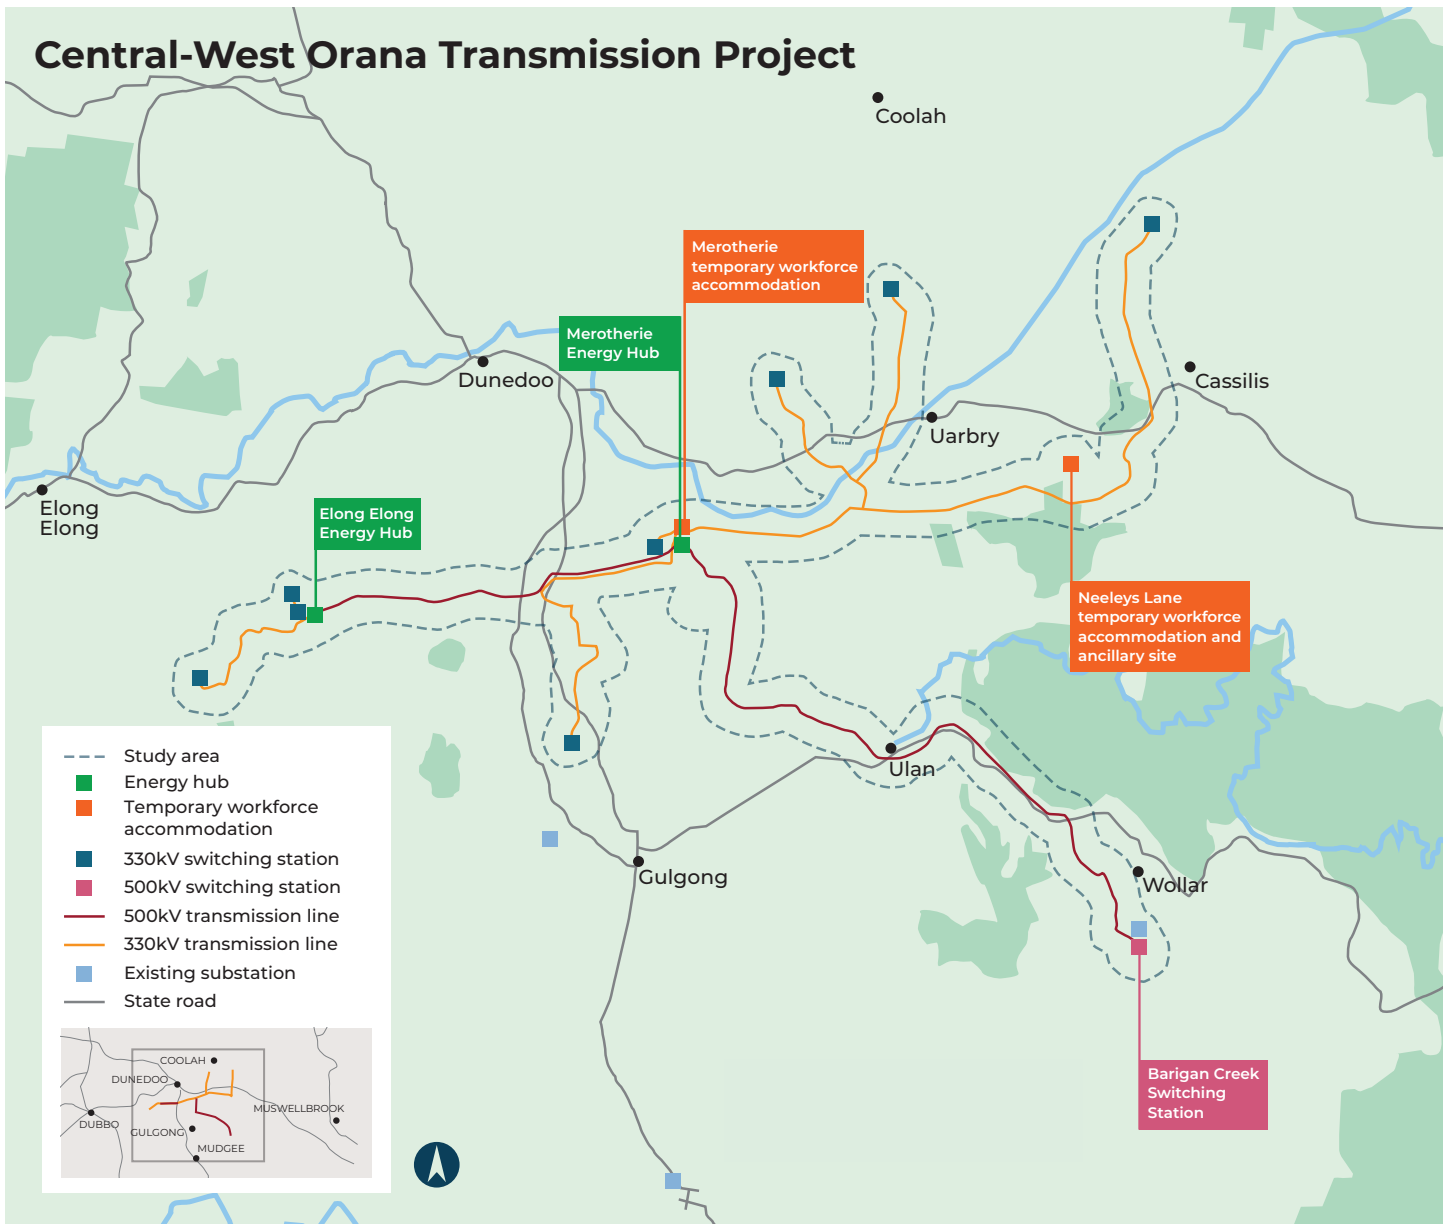 Central-West Orana Transmission Project
Coolah
Merotherie
temporary workforce
accommodation
Merotherie
Energy Hub
Dunedoo
Cassilis
Uarbry
Elong
Elong
Elong Elong
Energy Hub
Neeleys Lane
temporary workforce
accommodation and
ancillary site
Ulan
Gulgong
Wollar
Barigan Creek
Switching
Station
Study area
Energy hub
Temporary workforce
accommodation
330kV switching station
500kV switching station
500kV transmission line
330kV transmission line
Existing substation
State road
COOLAH
DUNEDOO
MUSWELLBROOK
DUBBO
GULGONG
MUDGEE